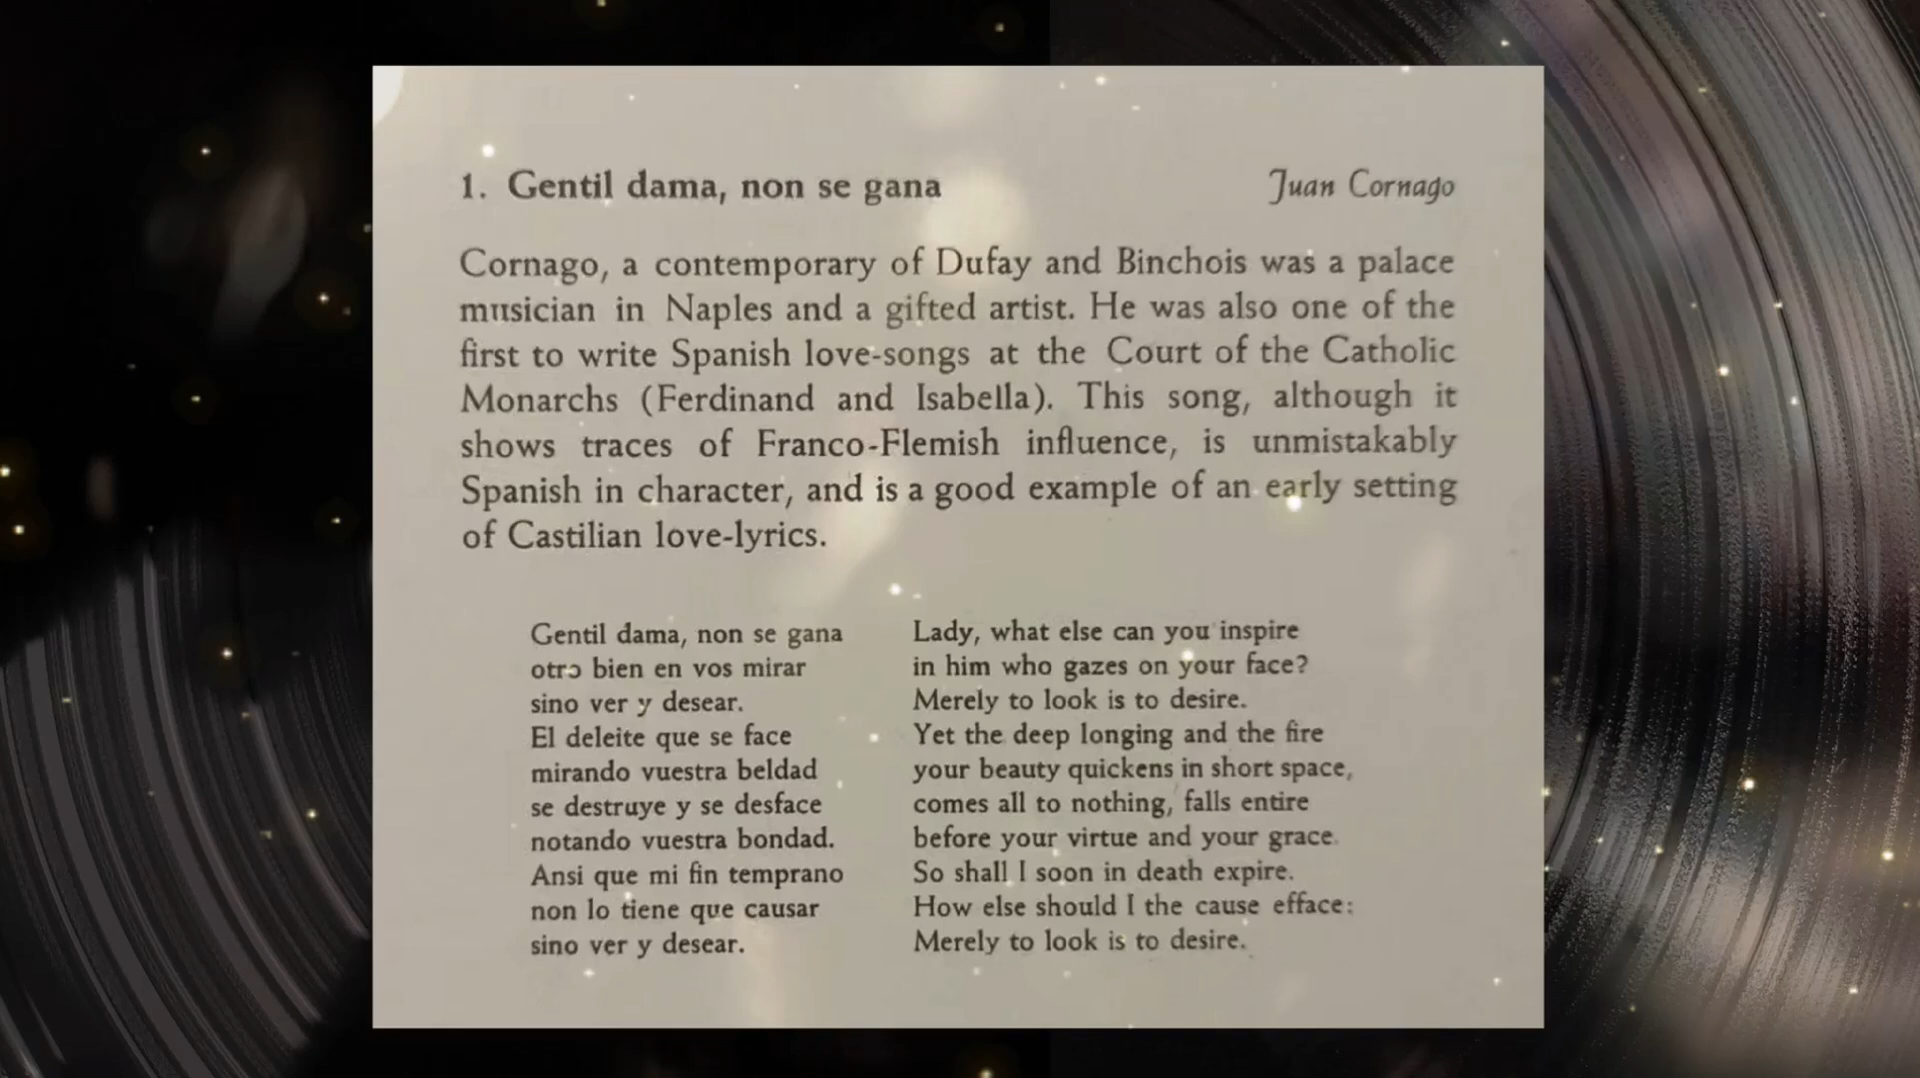 1. Gentil dama, non se gana Juan Cornago
Cornago, a contemporary of Dufay and Binchois was a palace
musician in Naples and a gifted artist. He was also one of the
first to write Spanish love-songs at the Court of the Catholic
Monarchs (Ferdinand and Isabella). This song, although it
shows traces of Franco-Flemish influence, is unmistakably
Spanish in character, and is a good example of an early setting
of Castilian love-lyrics.
Gentil dama, non se gana
otro bien en vos mirar
sino ver y desear.
El deleite que se face
mirando vuestra beldad
se destruye y se desface
notando vuestra bondad.
Ansi que mi fin temprano
non lo tiene que causar
sino ver y desear.
Lady, what else can you inspire
in him who gazes on your face?
Merely to look is to desire.
Yet the deep longing and the fire
your beauty quickens in short space,
comes all to nothing, falls entire
before your virtue and your grace.
So shall I soon in death expire.
How else should I the cause efface:
Merely to look is to desire.